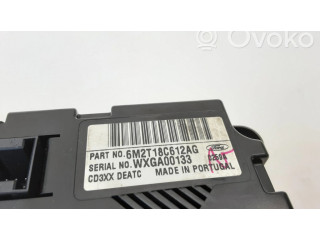 Ovoko
PART NO. 6M2T18C612AG
SERIAL NO. WXGA00133
CD3XX DEATC MADE IN PORTUGAL